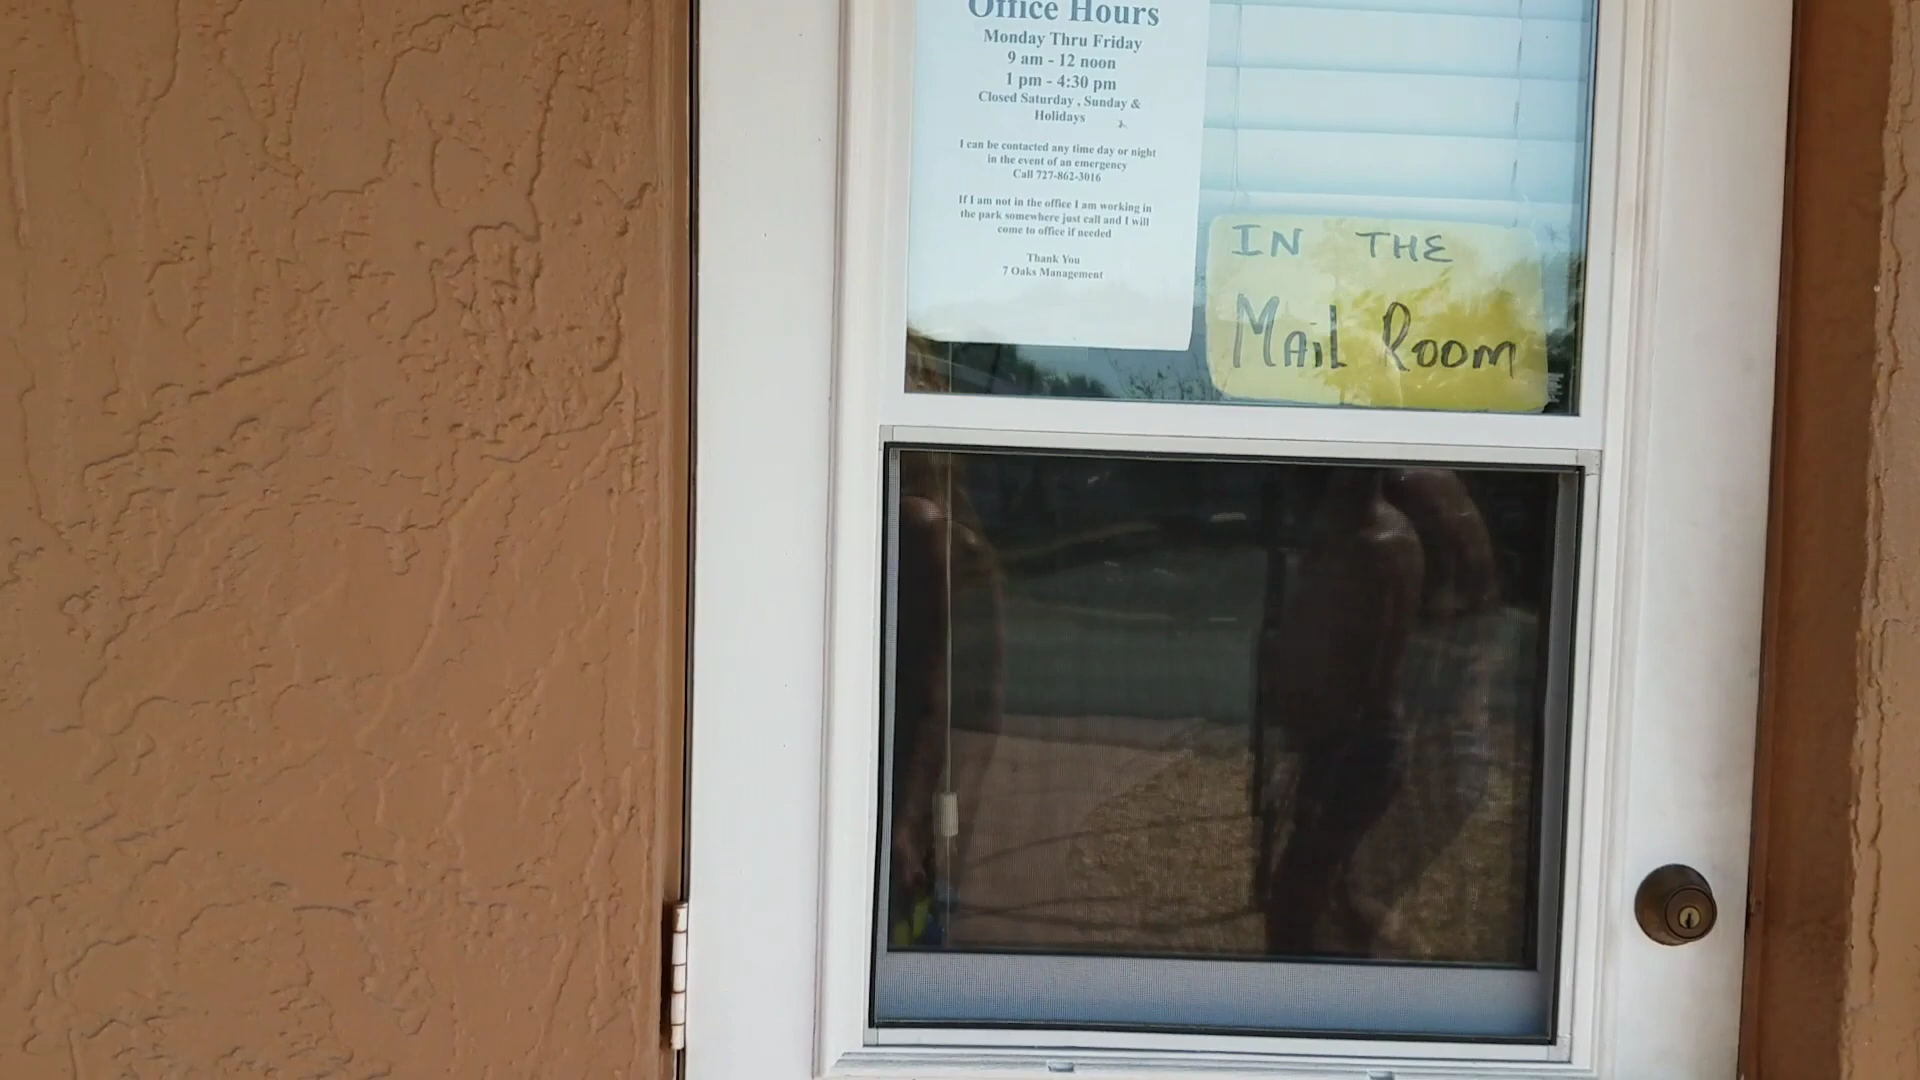 Office Hours
Monday Thru Friday
9 am - 12 noon
1 pm - 4:30 pm
Closed Saturday , Sunday &
Holidays
I can be contacted any time day or night
in the event of an emergency
Call 727-862-3016
If I am not in the office I am working in
the park somewhere just call and I will
come to office if needed
Thank You
7 Oaks Management
IN THE
MAiL ROOM